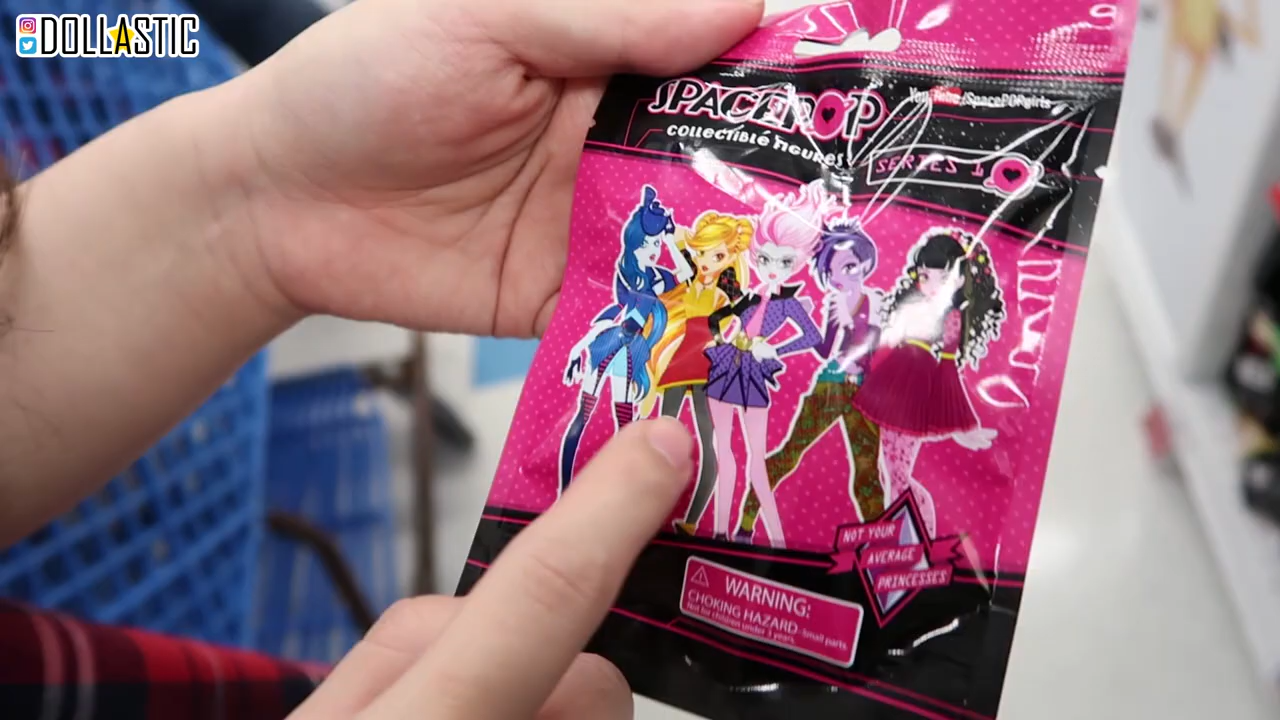 DOLLASTIC
SPACEPOP
COLLECTIBLE FIGURES
YouTube/SpacePOPgirls
SERIES 1
NOT YOUR
AVERAGE
PRINCESSES
WARNING:
CHOKING HAZARD-Small parts.
Not for children under 3 years.